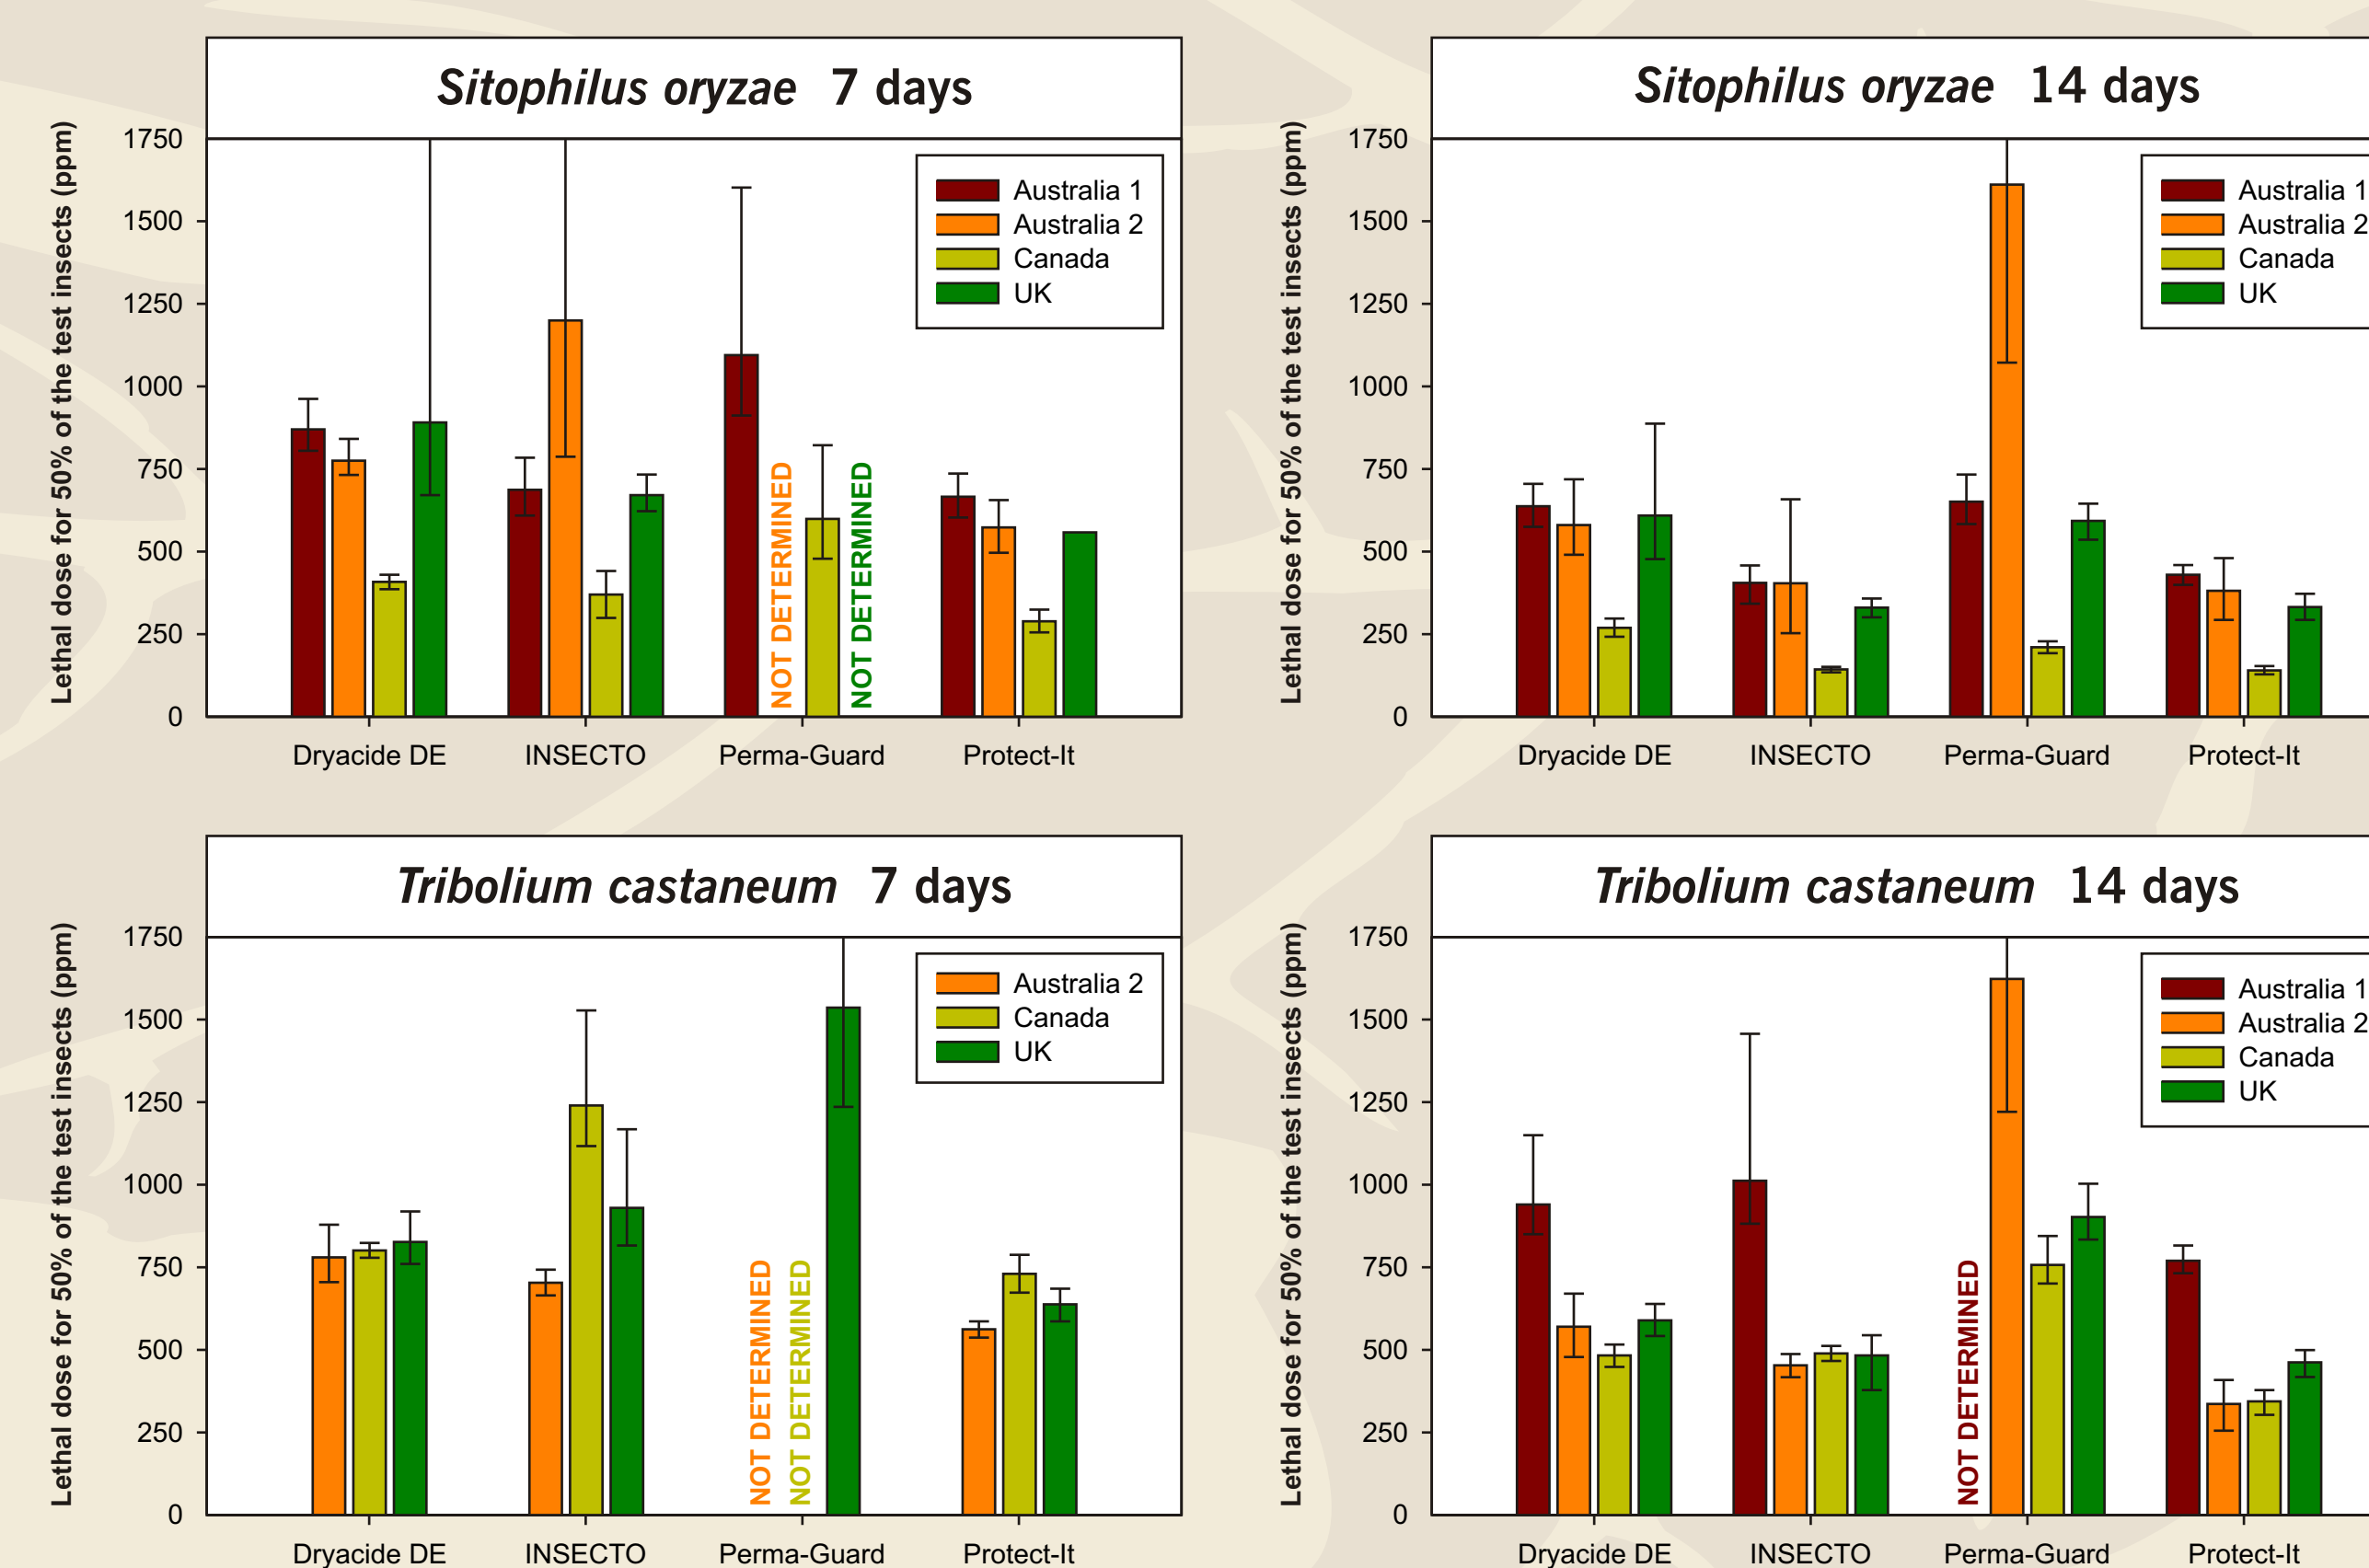 Sitophilus oryzae 7 days
Lethal dose for 50% of the test insects (ppm)
1750
1500
1250
1000
750
500
250
0
Australia 1
Australia 2
Canada
UK
NOT DETERMINED
NOT DETERMINED
Dryacide DE
INSECTO
Perma-Guard
Protect-It
Sitophilus oryzae 14 days
Lethal dose for 50% of the test insects (ppm)
1750
1500
1250
1000
750
500
250
0
Australia 1
Australia 2
Canada
UK
Dryacide DE
INSECTO
Perma-Guard
Protect-It
Tribolium castaneum 7 days
Lethal dose for 50% of the test insects (ppm)
1750
1500
1250
1000
750
500
250
0
Australia 2
Canada
UK
NOT DETERMINED
NOT DETERMINED
Dryacide DE
INSECTO
Perma-Guard
Protect-It
Tribolium castaneum 14 days
Lethal dose for 50% of the test insects (ppm)
1750
1500
1250
1000
750
500
250
0
Australia 1
Australia 2
Canada
UK
NOT DETERMINED
Dryacide DE
INSECTO
Perma-Guard
Protect-It